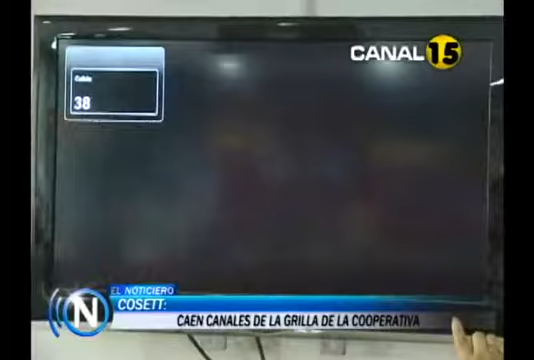 CANAL 15
Cable
38
EL NOTICIERO
COSETT:
N
CAEN CANALES DE LA GRILLA DE LA COOPERATIVA